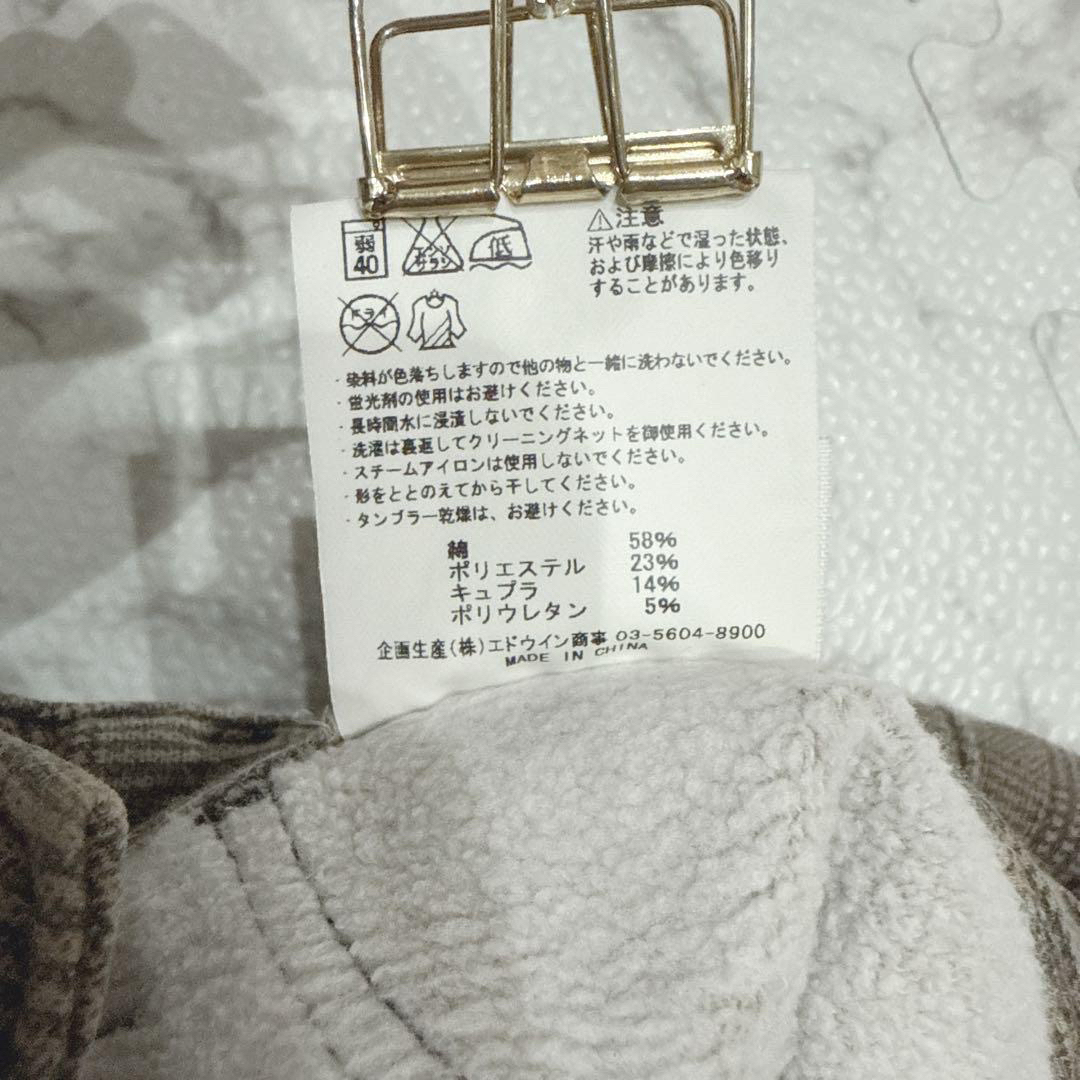 弱
40
エンソ
サラシ
低
ドライ
⚠注意
汗や雨などで湿った状態、
および摩擦により色移り
することがあります。
・染料が色落ちしますので他の物と一緒に洗わないでください。
・蛍光剤の使用はお避けください。
・長時間水に浸漬しないでください。
・洗濯は裏返してクリーニングネットを御使用ください。
・スチームアイロンは使用しないでください。
・形をととのえてから干してください。
・タンブラー乾燥は、お避けください。
綿 58%
ポリエステル 23%
キュプラ 14%
ポリウレタン 5%
企画生産(株)エドウイン商事 03-5604-8900
MADE IN CHINA